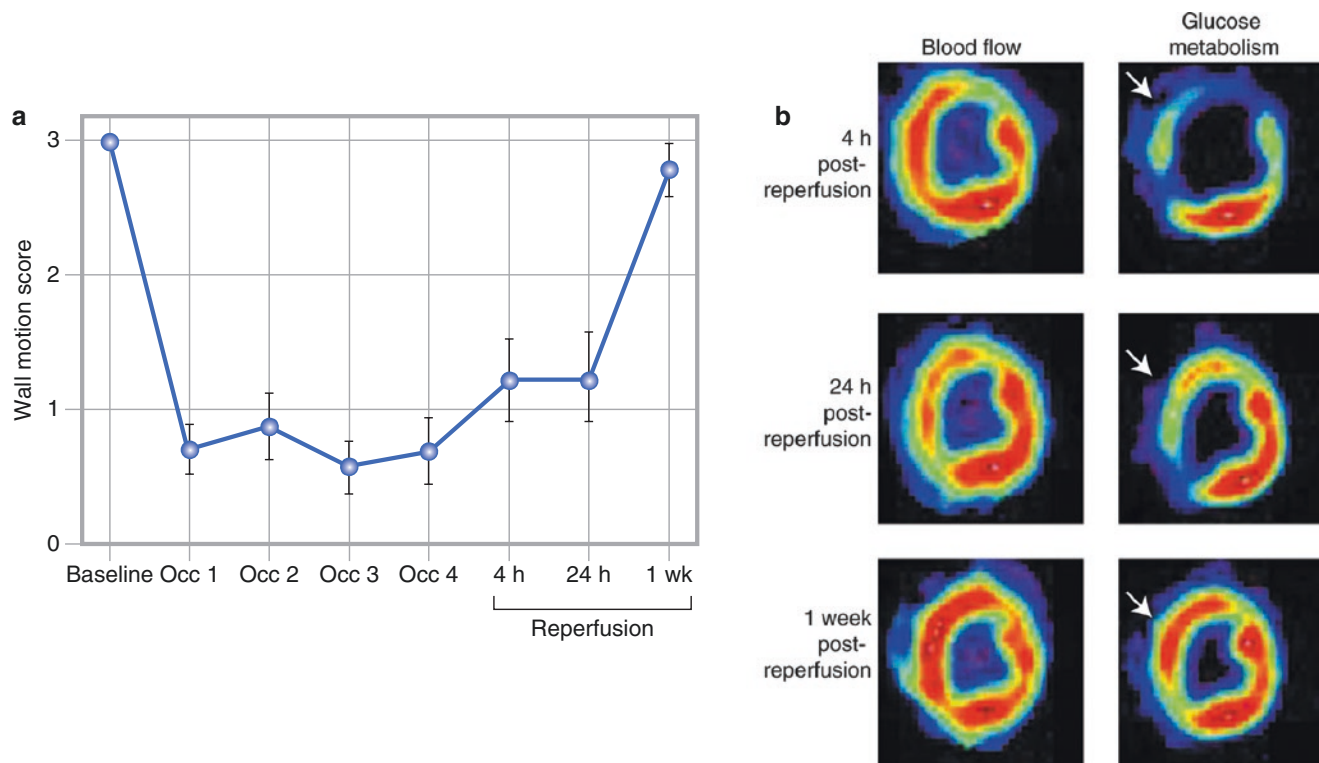 a
3
2
1
0
Wall motion score
Baseline Occ 1 Occ 2 Occ 3 Occ 4 4 h 24 h 1 wk
Reperfusion
b
Blood flow
Glucose
metabolism
4 h
post-
reperfusion
24 h
post-
reperfusion
1 week
post-
reperfusion